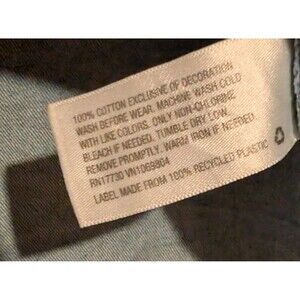 100% COTTON EXCLUSIVE OF DECORATION
WASH BEFORE WEAR. MACHINE WASH COLD
WITH LIKE COLORS. ONLY NON-CHLORINE
BLEACH IF NEEDED. TUMBLE DRY LOW.
REMOVE PROMPTLY. WARM IRON IF NEEDED.
RN17730 VN1069804
LABEL MADE FROM 100% RECYCLED PLASTIC